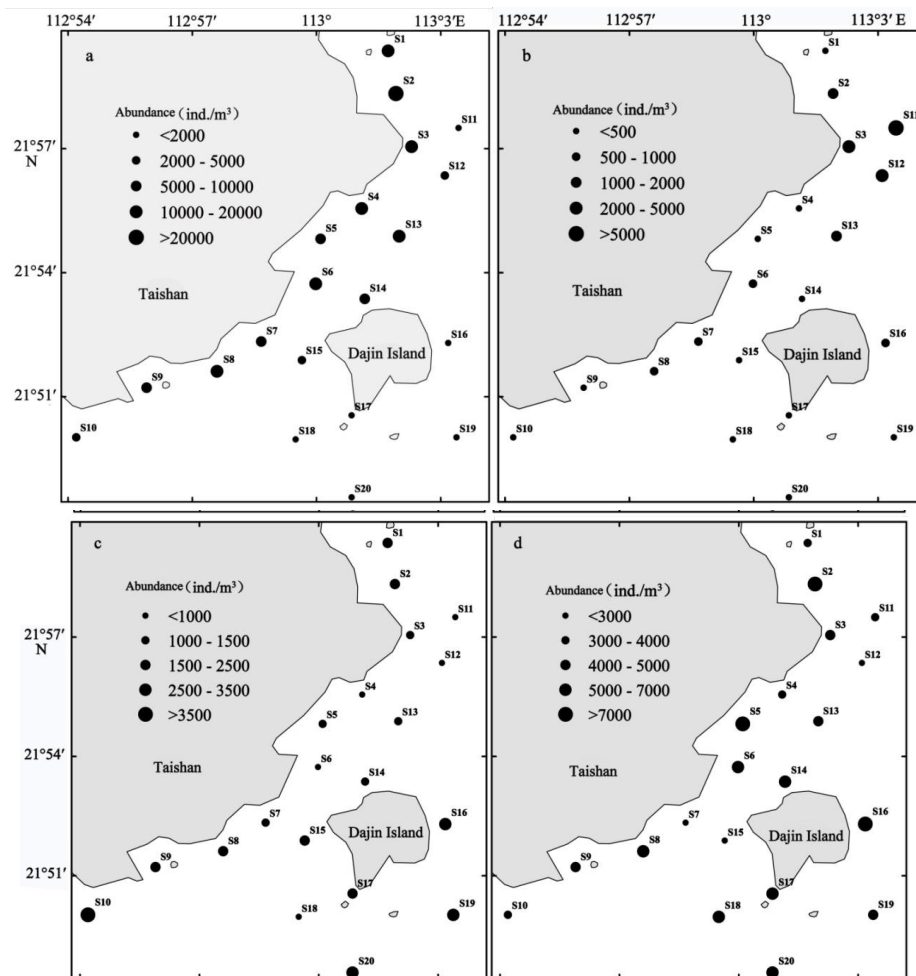 112°54′ 112°57′ 113° 113°3′ E 112°54′ 112°57′ 113° 113°3′ E
a
Abundance（ind./m³）
<2000
2000 - 5000
5000 - 10000
10000 - 20000
>20000
21°57′
N
21°54′
21°51′
Taishan
Dajin Island
S1
S2
S3
S4
S5
S6
S7
S8
S9
S10
S11
S12
S13
S14
S15
S16
S17
S18
S19
S20
b
Abundance（ind./m³）
<500
500 - 1000
1000 - 2000
2000 - 5000
>5000
Taishan
Dajin Island
S1
S2
S3
S4
S5
S6
S7
S8
S9
S10
S11
S12
S13
S14
S15
S16
S17
S18
S19
S20
c
Abundance（ind./m³）
<1000
1000 - 1500
1500 - 2500
2500 - 3500
>3500
21°57′
N
21°54′
21°51′
Taishan
Dajin Island
S1
S2
S3
S4
S5
S6
S7
S8
S9
S10
S11
S12
S13
S14
S15
S16
S17
S18
S19
S20
d
Abundance（ind./m³）
<3000
3000 - 4000
4000 - 5000
5000 - 7000
>7000
Taishan
Dajin Island
S1
S2
S3
S4
S5
S6
S7
S8
S9
S10
S11
S12
S13
S14
S15
S16
S17
S18
S19
S20